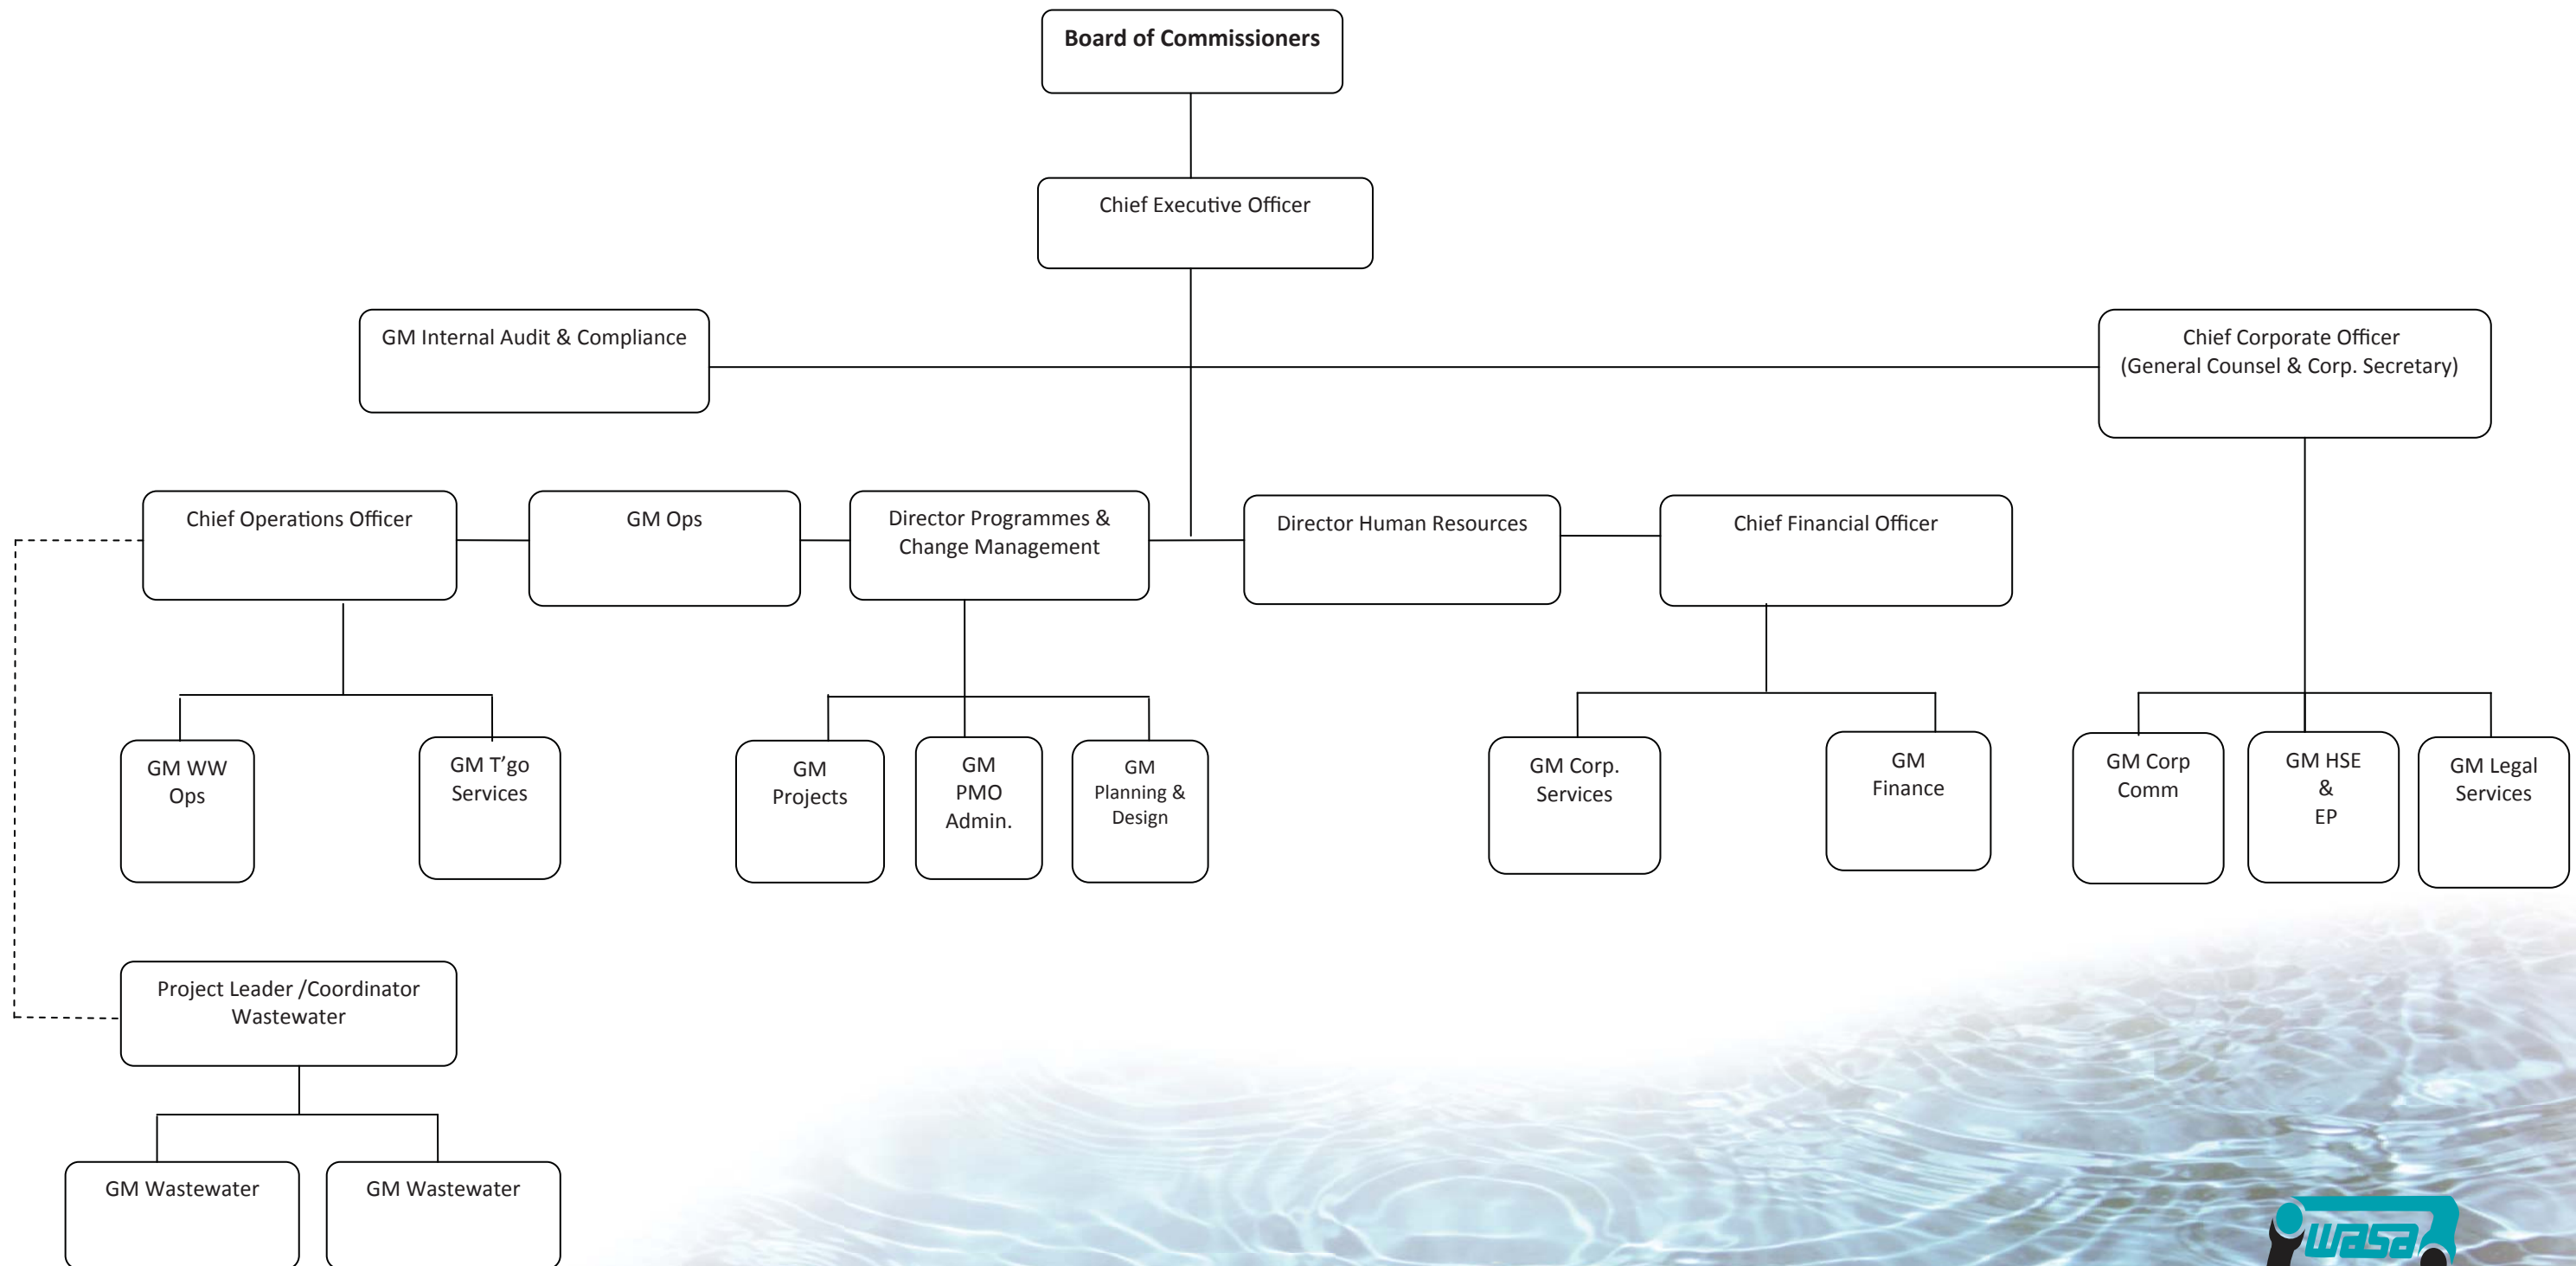 Board of Commissioners
Chief Executive Officer
GM Internal Audit & Compliance
Chief Corporate Officer
(General Counsel & Corp. Secretary)
Chief Operations Officer
GM Ops
Director Programmes &
Change Management
Director Human Resources
Chief Financial Officer
GM WW
Ops
GM T’go
Services
GM
Projects
GM
PMO
Admin.
GM
Planning &
Design
GM Corp.
Services
GM
Finance
GM Corp
Comm
GM HSE
&
EP
GM Legal
Services
Project Leader /Coordinator
Wastewater
GM Wastewater
GM Wastewater
wasa